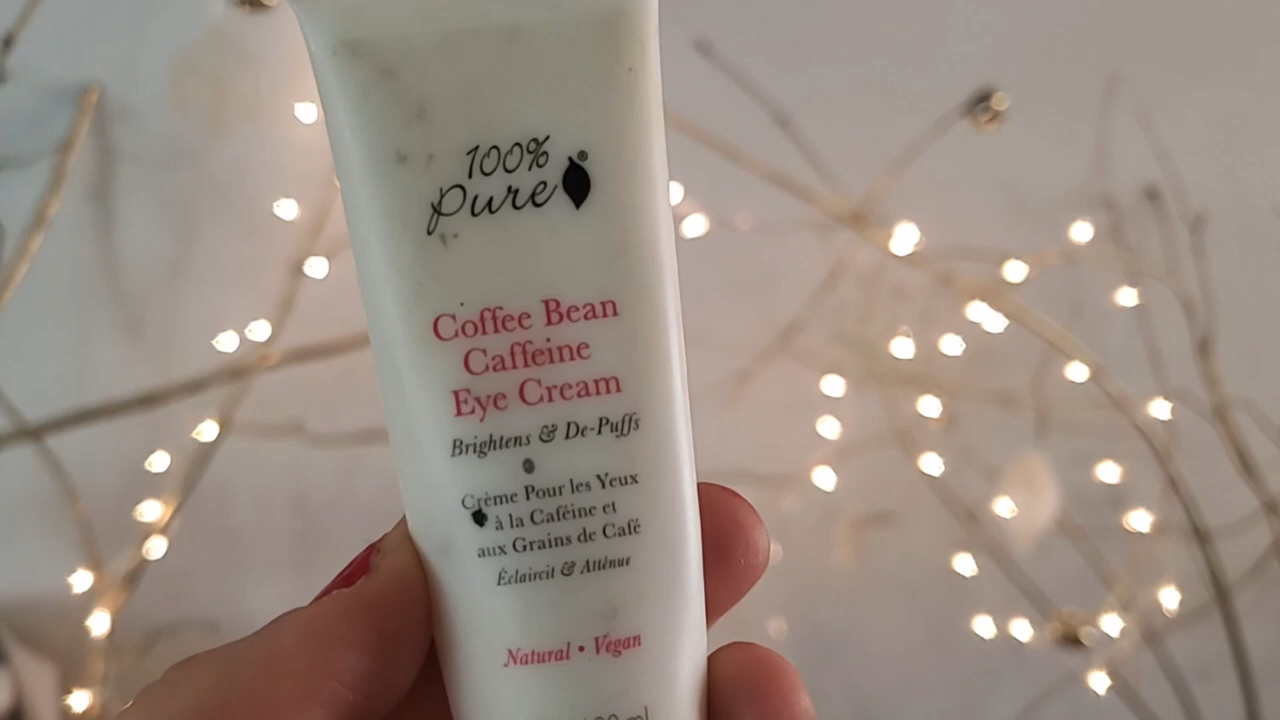 100%
Pure®
Coffee Bean
Caffeine
Eye Cream
Brightens & De-Puffs
Crème Pour les Yeux
à la Caféine et
aux Grains de Café
Éclaircit & Atténue
Natural • Vegan